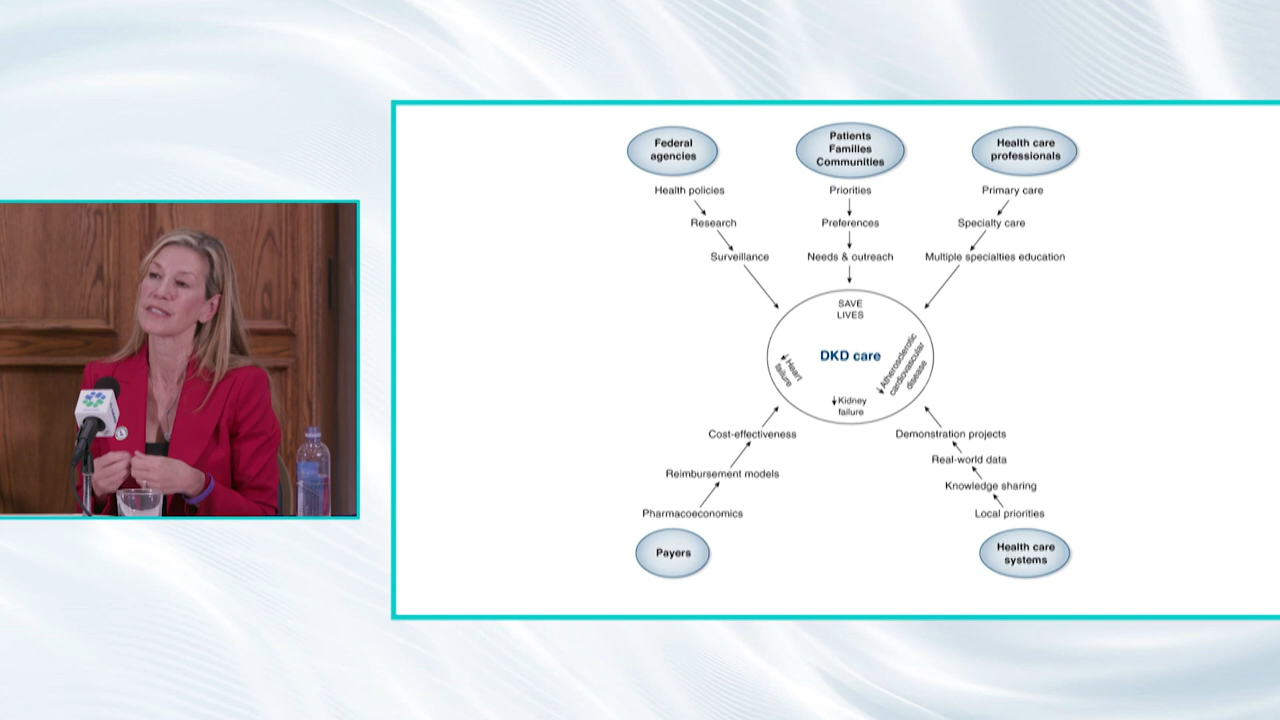 Federal
agencies
Patients
Families
Communities
Health care
professionals
Health policies
Priorities
Primary care
Research
Preferences
Specialty care
Surveillance
Needs & outreach
Multiple specialties education
SAVE
LIVES
DKD care
↓Heart
failure
↓Atherosclerotic
cardiovascular
disease
↓Kidney
failure
Cost-effectiveness
Demonstration projects
Reimbursement models
Real-world data
Knowledge sharing
Pharmacoeconomics
Local priorities
Payers
Health care
systems